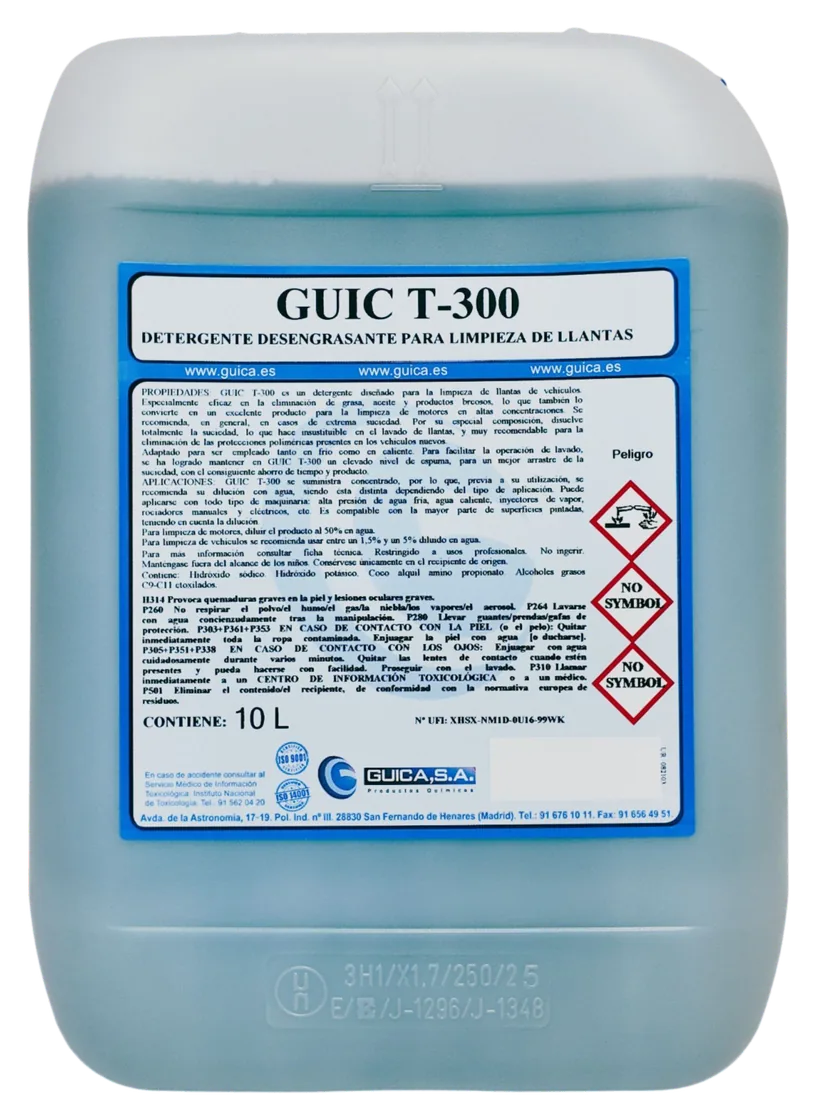 GUIC T-300
DETERGENTE DESENGRASANTE PARA LIMPIEZA DE LLANTAS
www.guica.es www.guica.es www.guica.es
PROPIEDADES: GUIC T-300 es un detergente diseñado para la limpieza de llantas de vehículos.
Especialmente eficaz en la eliminación de grasa, aceite y productos breosos, lo que también lo
convierte en un excelente producto para la limpieza de motores en altas concentraciones. Se
recomienda, en general, en casos de extrema suciedad. Por su especial composición, disuelve
totalmente la suciedad, lo que hace insustituible en el lavado de llantas, y muy recomendable para la
eliminación de las protecciones poliméricas presentes en los vehículos nuevos.
Adaptado para ser empleado tanto en frío como en caliente. Para facilitar la operación de lavado,
se ha logrado mantener en GUIC T-300 un elevado nivel de espuma, para un mejor arrastre de la
suciedad, con el consiguiente ahorro de tiempo y producto.
APLICACIONES: GUIC T-300 se suministra concentrado, por lo que, previa a su utilización, se
recomienda su dilución con agua, siendo esta distinta dependiendo del tipo de aplicación. Puede
aplicarse con todo tipo de maquinaria: alta presión de agua fría, agua caliente, inyectores de vapor,
rociadores manuales y eléctricos, etc. Es compatible con la mayor parte de superficies pintadas,
teniendo en cuenta la dilución.
Para limpieza de motores, diluir el producto al 50% en agua.
Para limpieza de vehículos se recomienda usar entre un 1,5% y un 5% diluido en agua.
Para más información consultar ficha técnica. Restringido a usos profesionales. No ingerir.
Manténgase fuera del alcance de los niños. Consérvese únicamente en el recipiente de origen.
Contiene: Hidróxido sódico. Hidróxido potásico. Coco alquil amino propionato. Alcoholes grasos
C9-C11 etoxilados.
H314 Provoca quemaduras graves en la piel y lesiones oculares graves.
P260 No respirar el polvo/el humo/el gas/la niebla/los vapores/el aerosol. P264 Lavarse
con agua concienzudamente tras la manipulación. P280 Llevar guantes/prendas/gafas de
protección. P303+P361+P353 EN CASO DE CONTACTO CON LA PIEL (o el pelo): Quitar
inmediatamente toda la ropa contaminada. Enjuagar la piel con agua [o ducharse].
P305+P351+P338 EN CASO DE CONTACTO CON LOS OJOS: Enjuagar con agua
cuidadosamente durante varios minutos. Quitar las lentes de contacto cuando estén
presentes y pueda hacerse con facilidad. Proseguir con el lavado. P310 Llamar
inmediatamente a un CENTRO DE INFORMACIÓN TOXICOLÓGICA o a un médico.
P501 Eliminar el contenido/el recipiente, de conformidad con la normativa europea de
residuos.
Peligro
NO
SYMBOL
NO
SYMBOL
CONTIENE: 10 L
Nº UFI: XHSX-NM1D-0U16-99WK
En caso de accidente consultar al
Servicio Médico de Información
Toxicológica. Instituto Nacional
de Toxicología. Tel.: 91 562 04 20
ISO 9001
ISO 14001
GUICA,S.A.
Productos Químicos
Avda. de la Astronomía, 17-19. Pol. Ind. nº III. 28830 San Fernando de Henares (Madrid). Tel.: 91 676 10 11. Fax: 91 656 49 51.
3H1/X1,7/250/25
J-1296/J-1348